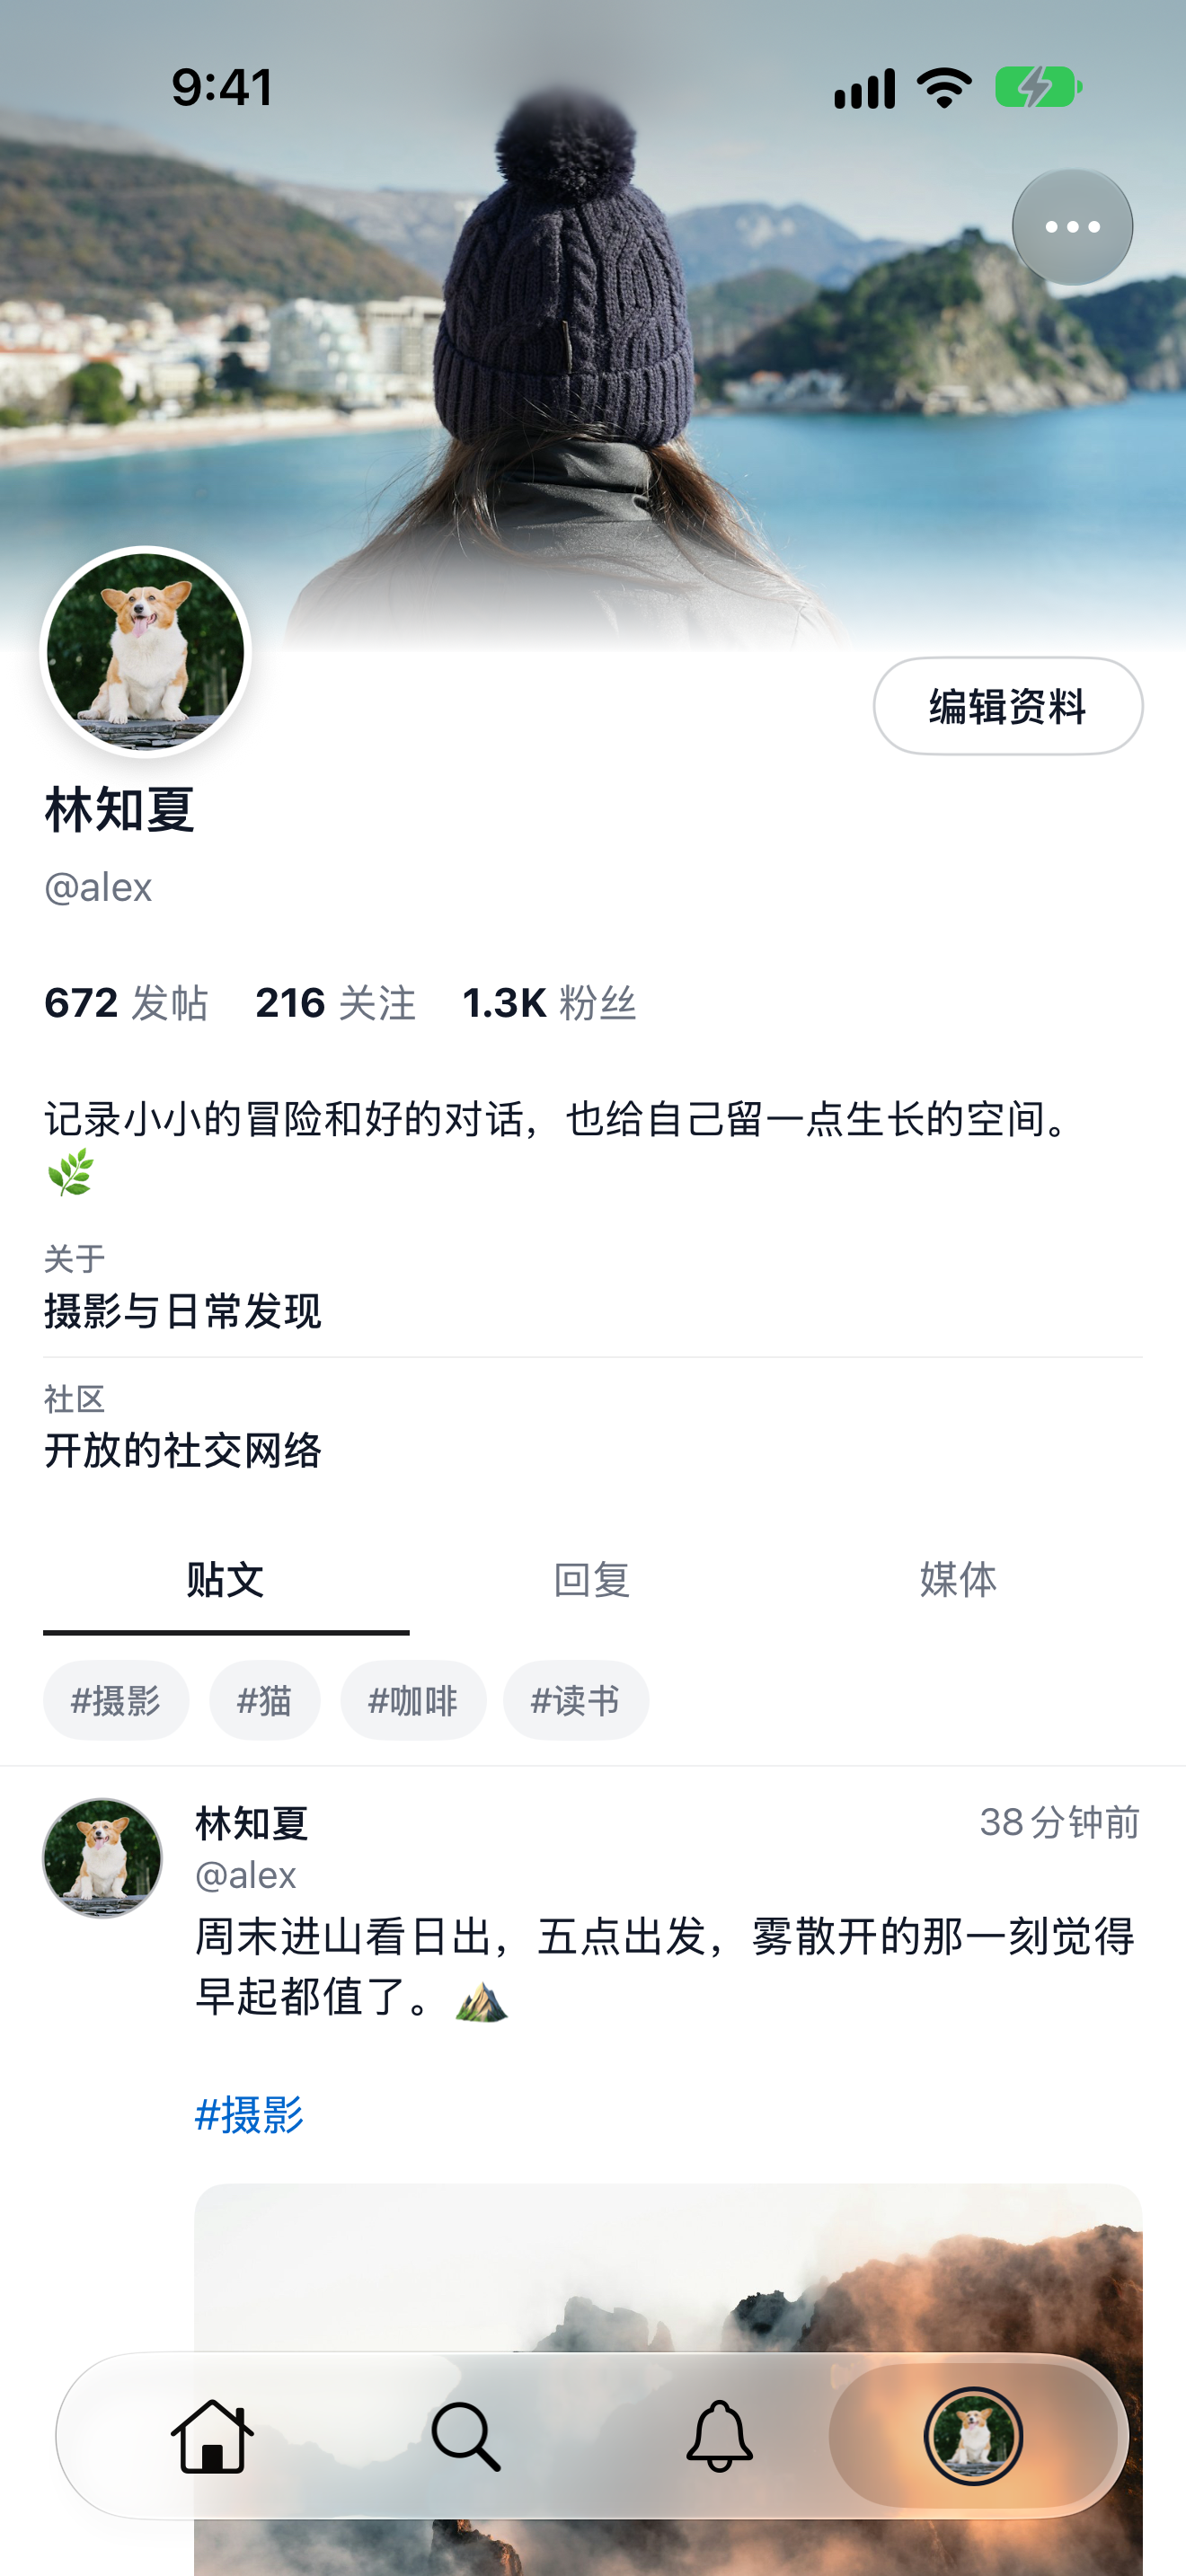 9:41
编辑资料
林知夏
@alex
672 发帖 216 关注 1.3K 粉丝
记录小小的冒险和好的对话，也给自己留一点生长的空间。
🌿
关于
摄影与日常发现
社区
开放的社交网络
贴文 回复 媒体
#摄影 #猫 #咖啡 #读书
林知夏 38 分钟前
@alex
周末进山看日出，五点出发，雾散开的那一刻觉得
早起都值了。⛰️
#摄影